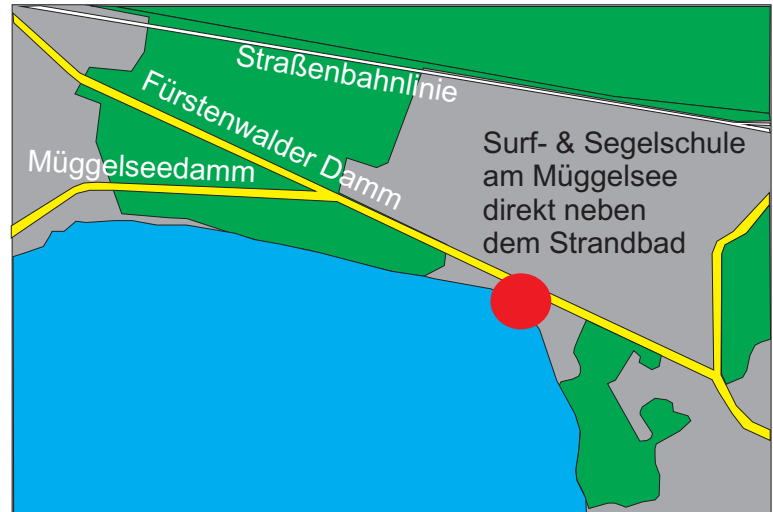 Straßenbahnlinie
Fürstenwalder Damm
Müggelseedamm
Surf- & Segelschule
am Müggelsee
direkt neben
dem Strandbad